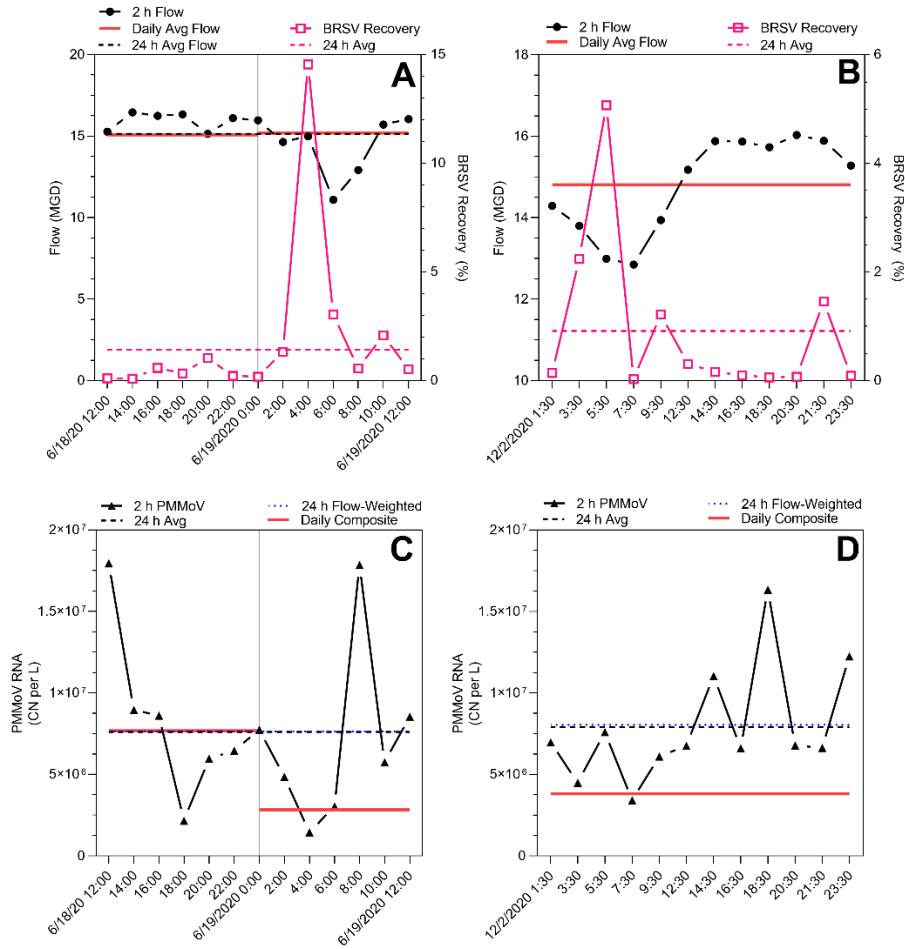 2 h Flow
Daily Avg Flow
24 h Avg Flow
BRSV Recovery
24 h Avg
A
20
15
10
5
0
Flow (MGD)
15
10
5
0
BRSV Recovery (%)
6/18/20 12:00
14:00
16:00
18:00
20:00
22:00
6/19/2020 0:00
2:00
4:00
6:00
8:00
10:00
6/19/2020 12:00
2 h Flow
Daily Avg Flow
BRSV Recovery
24 h Avg
B
18
16
14
12
10
Flow (MGD)
6
4
2
0
BRSV Recovery (%)
12/2/2020 1:30
3:30
5:30
7:30
9:30
12:30
14:30
16:30
18:30
20:30
21:30
23:30
2 h PMMoV
24 h Avg
24 h Flow-Weighted
Daily Composite
C
2×10⁷
1.5×10⁷
1×10⁷
5×10⁶
0
PMMoV RNA
(CN per L)
6/18/20 12:00
14:00
16:00
18:00
20:00
22:00
6/19/2020 0:00
2:00
4:00
6:00
8:00
10:00
6/19/2020 12:00
2 h PMMoV
24 h Avg
24 h Flow-Weighted
Daily Composite
D
2×10⁷
1.5×10⁷
1×10⁷
5×10⁶
0
PMMoV RNA
(CN per L)
12/2/2020 1:30
3:30
5:30
7:30
9:30
12:30
14:30
16:30
18:30
20:30
21:30
23:30